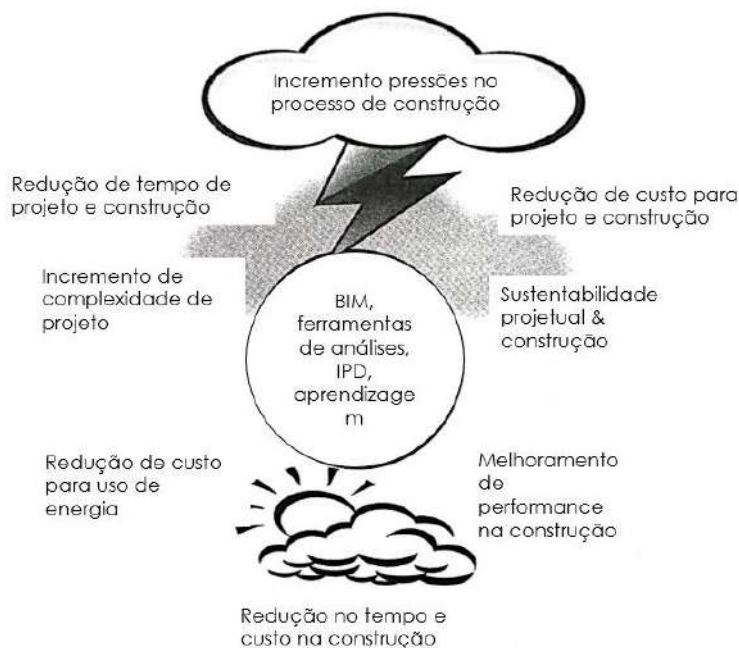 Incremento pressões no
processo de construção
Redução de tempo de
projeto e construção
Redução de custo para
projeto e construção
Incremento de
complexidade de
projeto
BIM,
ferramentas
de análises,
IPD,
aprendizage
m
Sustentabilidade
projetual &
construção
Redução de custo
para uso de
energia
Melhoramento
de
performance
na construção
Redução no tempo e
custo na construção